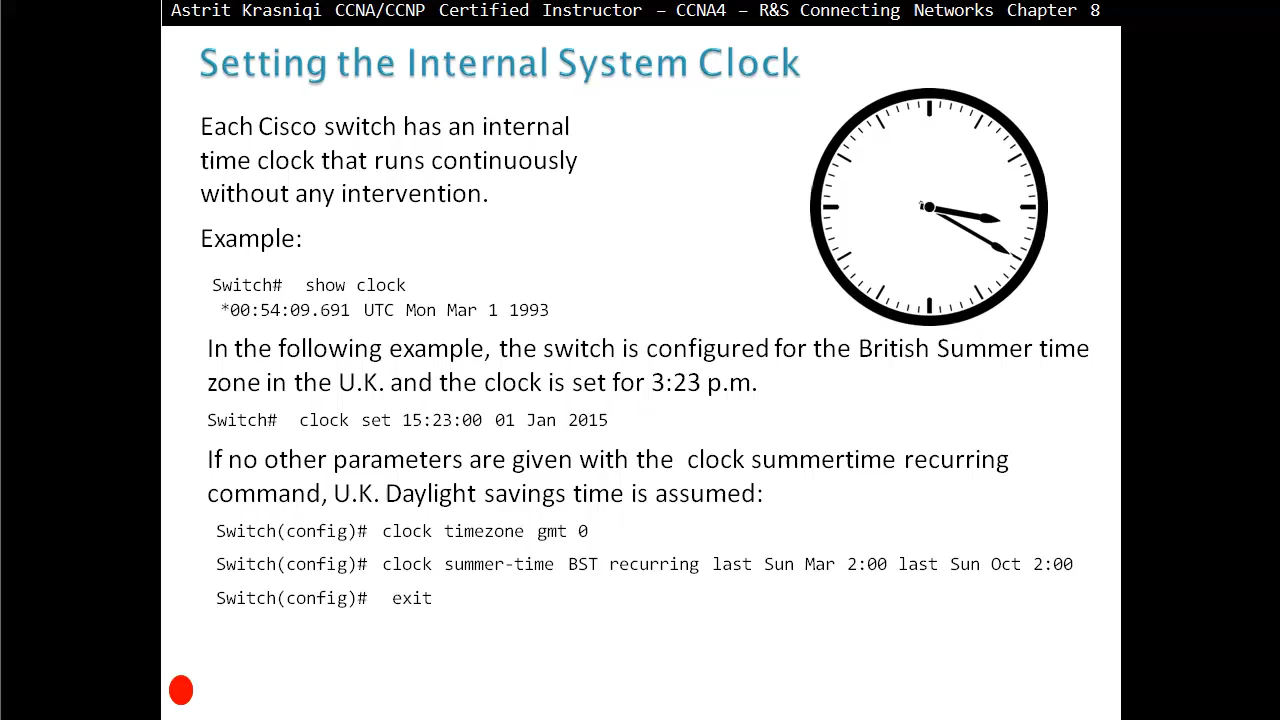 Astrit Krasniqi CCNA/CCNP Certified Instructor – CCNA4 – R&S Connecting Networks Chapter 8
Setting the Internal System Clock
Each Cisco switch has an internal
time clock that runs continuously
without any intervention.
Example:
Switch# show clock
*00:54:09.691 UTC Mon Mar 1 1993
In the following example, the switch is configured for the British Summer time
zone in the U.K. and the clock is set for 3:23 p.m.
Switch# clock set 15:23:00 01 Jan 2015
If no other parameters are given with the clock summertime recurring
command, U.K. Daylight savings time is assumed:
Switch(config)# clock timezone gmt 0
Switch(config)# clock summer-time BST recurring last Sun Mar 2:00 last Sun Oct 2:00
Switch(config)# exit